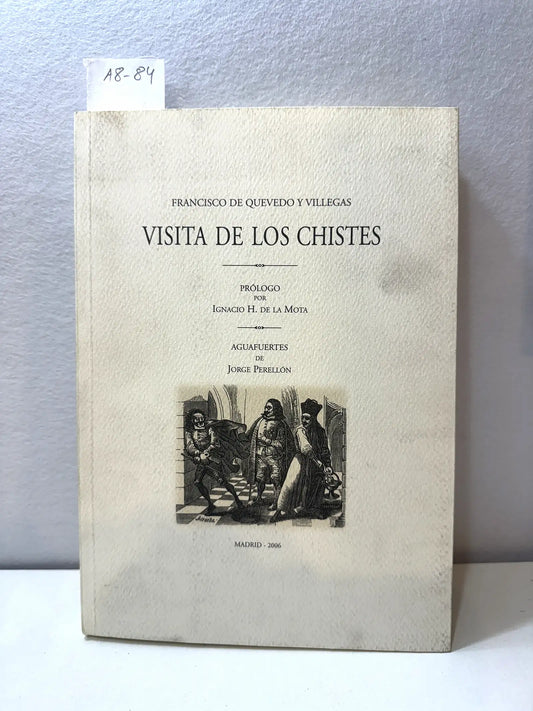 A8-84
FRANCISCO DE QUEVEDO Y VILLEGAS
VISITA DE LOS CHISTES
PRÓLOGO
POR
IGNACIO H. DE LA MOTA
AGUAFUERTES
DE
JORGE PERELLÓN
MADRID - 2006